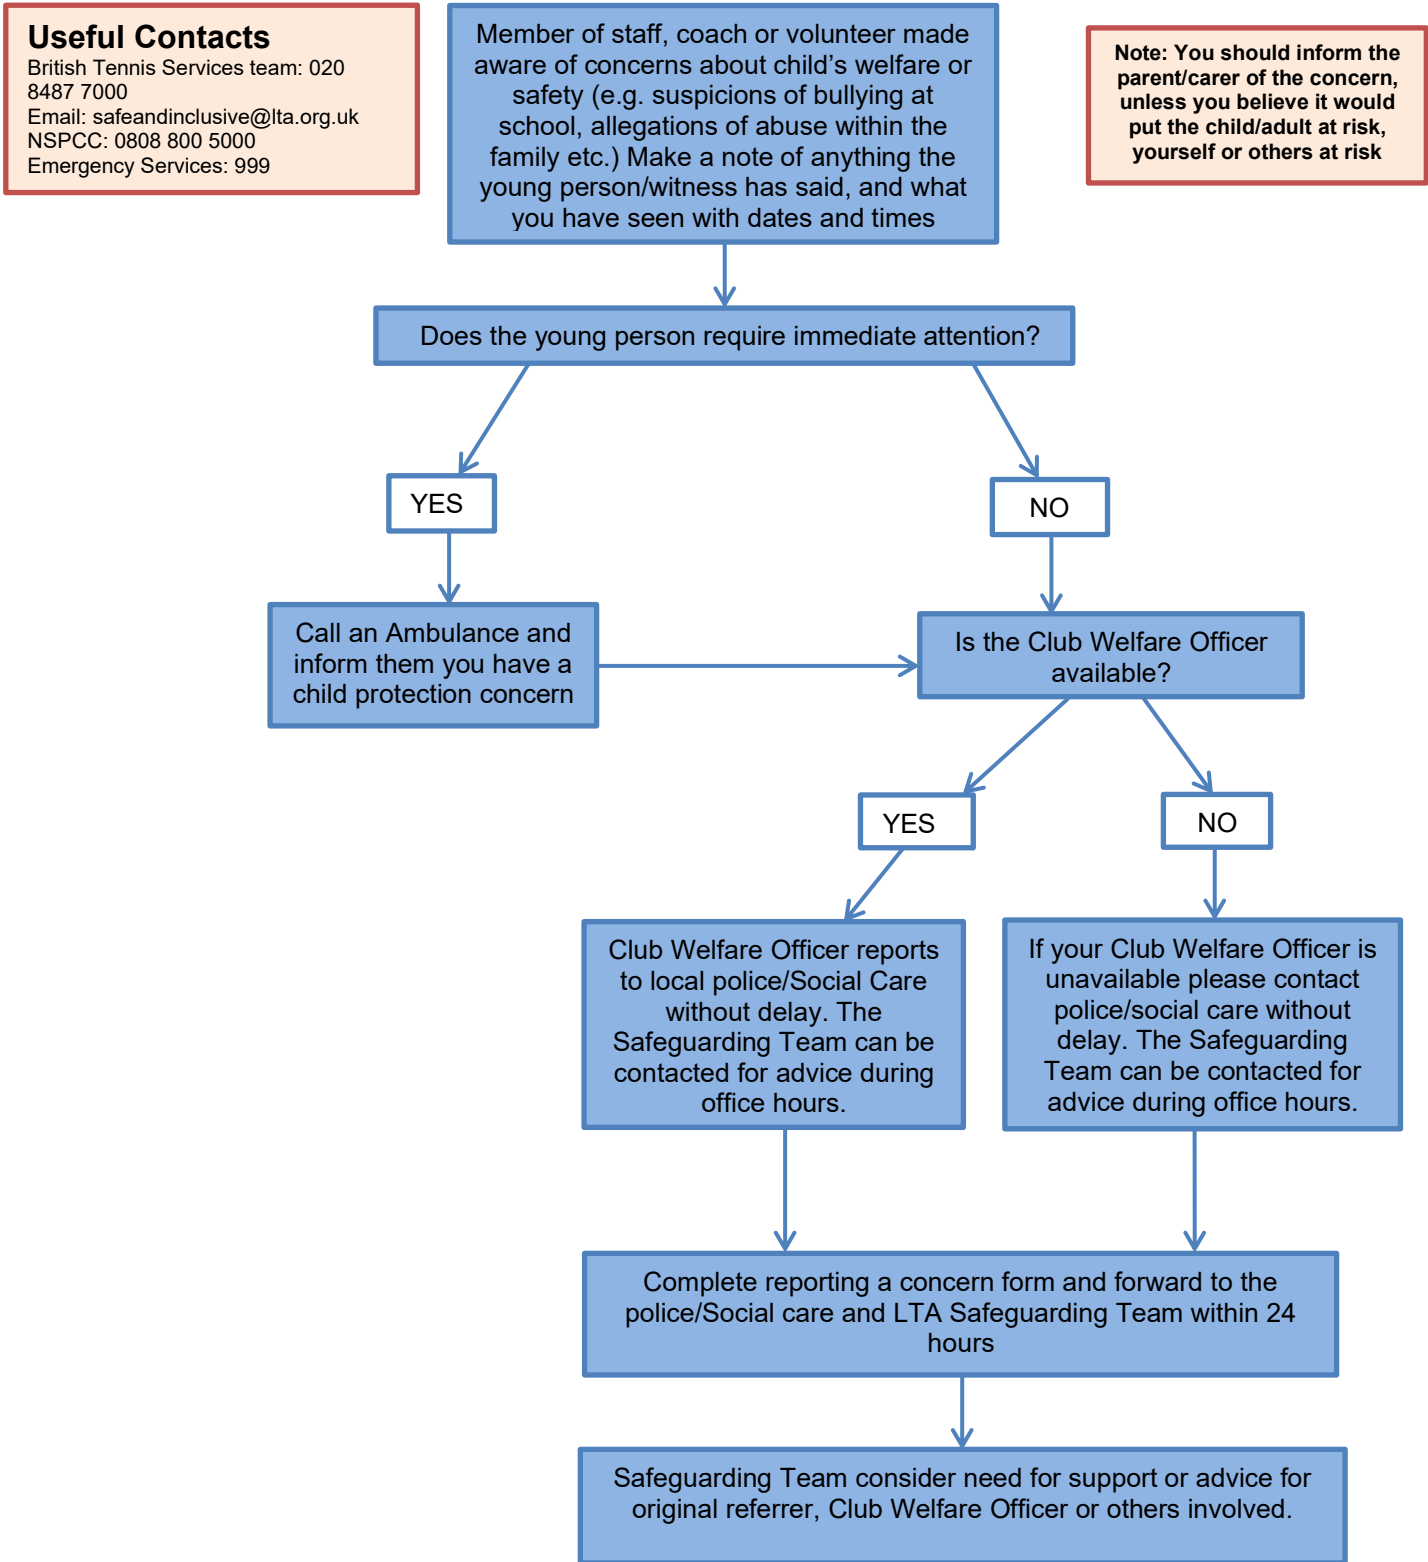 Useful Contacts
British Tennis Services team: 020
8487 7000
Email: safeandinclusive@lta.org.uk
NSPCC: 0808 800 5000
Emergency Services: 999
Member of staff, coach or volunteer made
aware of concerns about child’s welfare or
safety (e.g. suspicions of bullying at
school, allegations of abuse within the
family etc.) Make a note of anything the
young person/witness has said, and what
you have seen with dates and times
Note: You should inform the
parent/carer of the concern,
unless you believe it would
put the child/adult at risk,
yourself or others at risk
Does the young person require immediate attention?
YES
NO
Call an Ambulance and
inform them you have a
child protection concern
Is the Club Welfare Officer
available?
YES
NO
Club Welfare Officer reports
to local police/Social Care
without delay. The
Safeguarding Team can be
contacted for advice during
office hours.
If your Club Welfare Officer is
unavailable please contact
police/social care without
delay. The Safeguarding
Team can be contacted for
advice during office hours.
Complete reporting a concern form and forward to the
police/Social care and LTA Safeguarding Team within 24
hours
Safeguarding Team consider need for support or advice for
original referrer, Club Welfare Officer or others involved.